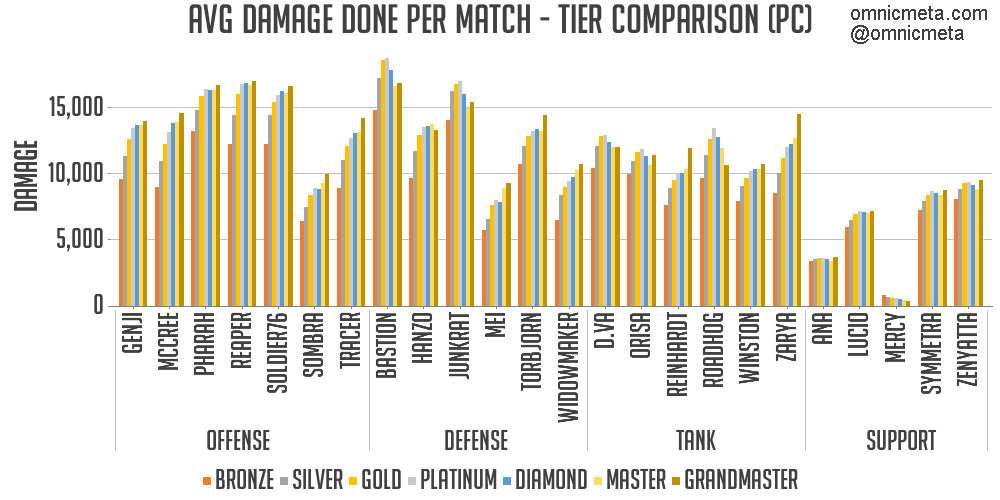 AVG DAMAGE DONE PER MATCH - TIER COMPARISON (PC)
omnicmeta.com
@omnicmeta
DAMAGE
15,000
10,000
5,000
0
GENJI
MCCREE
PHARAH
REAPER
SOLDIER76
SOMBRA
TRACER
BASTION
HANZO
JUNKRAT
MEI
TORBJORN
WIDOWMAKER
D.VA
ORISA
REINHARDT
ROADHOG
WINSTON
ZARYA
ANA
LUCIO
MERCY
SYMMETRA
ZENYATTA
OFFENSE
DEFENSE
TANK
SUPPORT
BRONZE SILVER GOLD PLATINUM DIAMOND MASTER GRANDMASTER